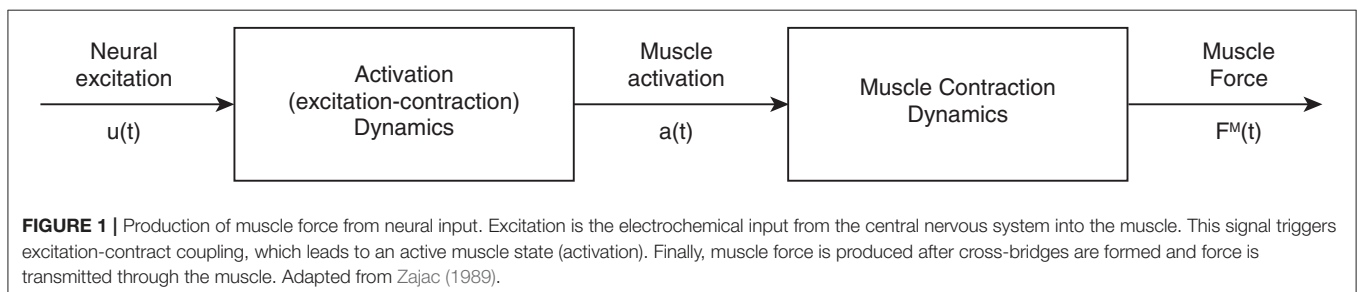 Neural
excitation
u(t)
Activation
(excitation-contraction)
Dynamics
Muscle
activation
a(t)
Muscle Contraction
Dynamics
Muscle
Force
Fᴹ(t)
FIGURE 1 | Production of muscle force from neural input. Excitation is the electrochemical input from the central nervous system into the muscle. This signal triggers
excitation-contract coupling, which leads to an active muscle state (activation). Finally, muscle force is produced after cross-bridges are formed and force is
transmitted through the muscle. Adapted from Zajac (1989).